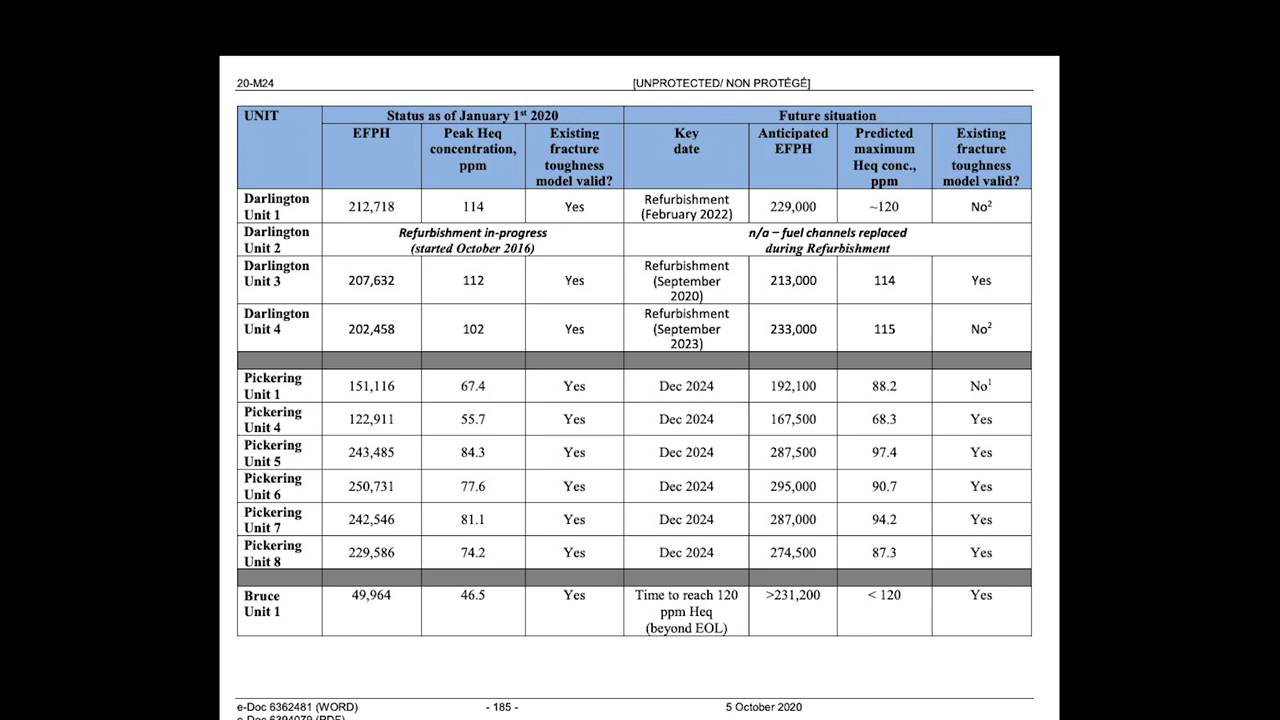 20-M24 [UNPROTECTED/ NON PROTÉGÉ]
UNIT Status as of January 1st 2020 Future situation
EFPH Peak Heq concentration, ppm Existing fracture toughness model valid? Key date Anticipated EFPH Predicted maximum Heq conc., ppm Existing fracture toughness model valid?
Darlington Unit 1 212,718 114 Yes Refurbishment (February 2022) 229,000 ~120 No2
Darlington Unit 2 Refurbishment in-progress (started October 2016) n/a – fuel channels replaced during Refurbishment
Darlington Unit 3 207,632 112 Yes Refurbishment (September 2020) 213,000 114 Yes
Darlington Unit 4 202,458 102 Yes Refurbishment (September 2023) 233,000 115 No2
Pickering Unit 1 151,116 67.4 Yes Dec 2024 192,100 88.2 No1
Pickering Unit 4 122,911 55.7 Yes Dec 2024 167,500 68.3 Yes
Pickering Unit 5 243,485 84.3 Yes Dec 2024 287,500 97.4 Yes
Pickering Unit 6 250,731 77.6 Yes Dec 2024 295,000 90.7 Yes
Pickering Unit 7 242,546 81.1 Yes Dec 2024 287,000 94.2 Yes
Pickering Unit 8 229,586 74.2 Yes Dec 2024 274,500 87.3 Yes
Bruce Unit 1 49,964 46.5 Yes Time to reach 120 ppm Heq (beyond EOL) >231,200 < 120 Yes
e-Doc 6362481 (WORD) - 185 - 5 October 2020
e-Doc 6394079 (PDF)